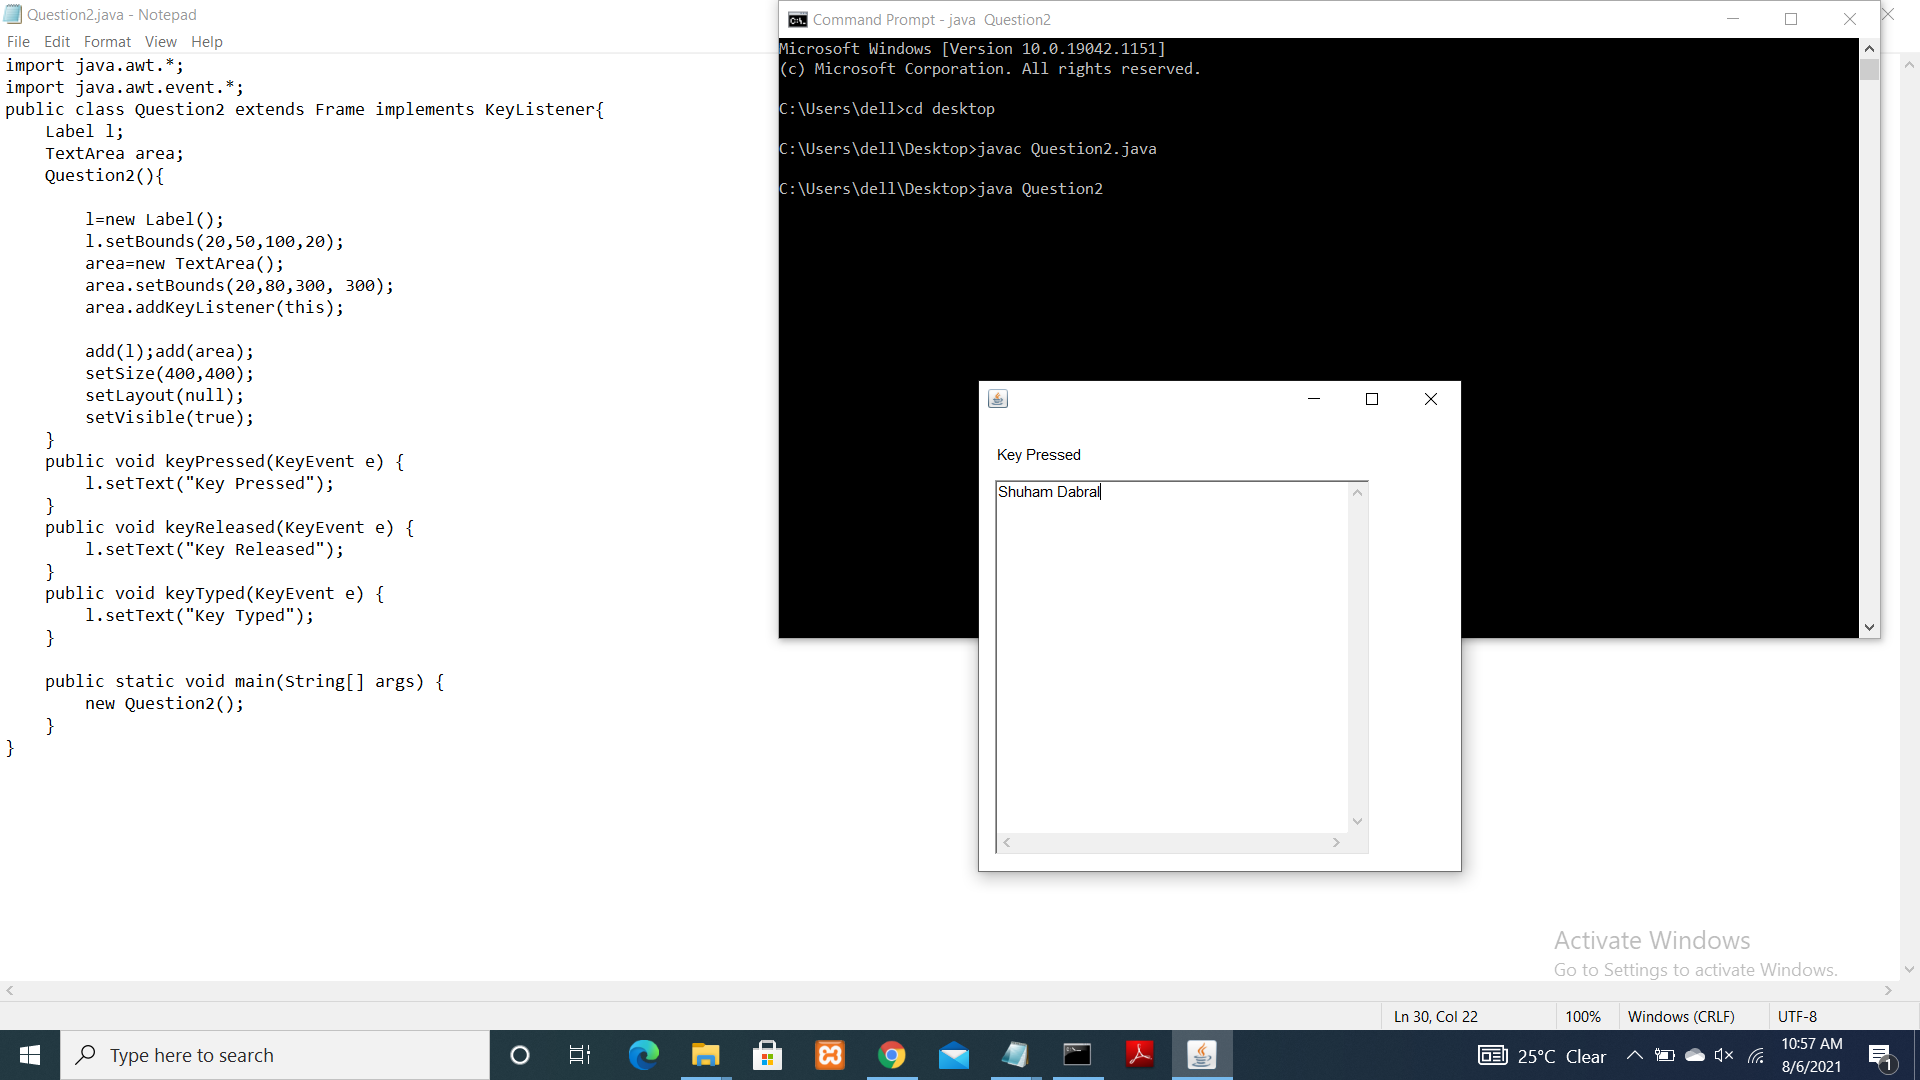 Question2.java - Notepad
File Edit Format View Help
import java.awt.*;
import java.awt.event.*;
public class Question2 extends Frame implements KeyListener{
    Label l;
    TextArea area;
    Question2(){

        l=new Label();
        l.setBounds(20,50,100,20);
        area=new TextArea();
        area.setBounds(20,80,300, 300);
        area.addKeyListener(this);

        add(l);add(area);
        setSize(400,400);
        setLayout(null);
        setVisible(true);
    }
    public void keyPressed(KeyEvent e) {
        l.setText("Key Pressed");
    }
    public void keyReleased(KeyEvent e) {
        l.setText("Key Released");
    }
    public void keyTyped(KeyEvent e) {
        l.setText("Key Typed");
    }

    public static void main(String[] args) {
        new Question2();
    }
}
Command Prompt - java  Question2
Microsoft Windows [Version 10.0.19042.1151]
(c) Microsoft Corporation. All rights reserved.

C:\Users\dell>cd desktop

C:\Users\dell\Desktop>javac Question2.java

C:\Users\dell\Desktop>java Question2
Key Pressed
Shuham Dabral
Activate Windows
Go to Settings to activate Windows.
Ln 30, Col 22 100% Windows (CRLF) UTF-8
Type here to search
25°C Clear
10:57 AM
8/6/2021
1